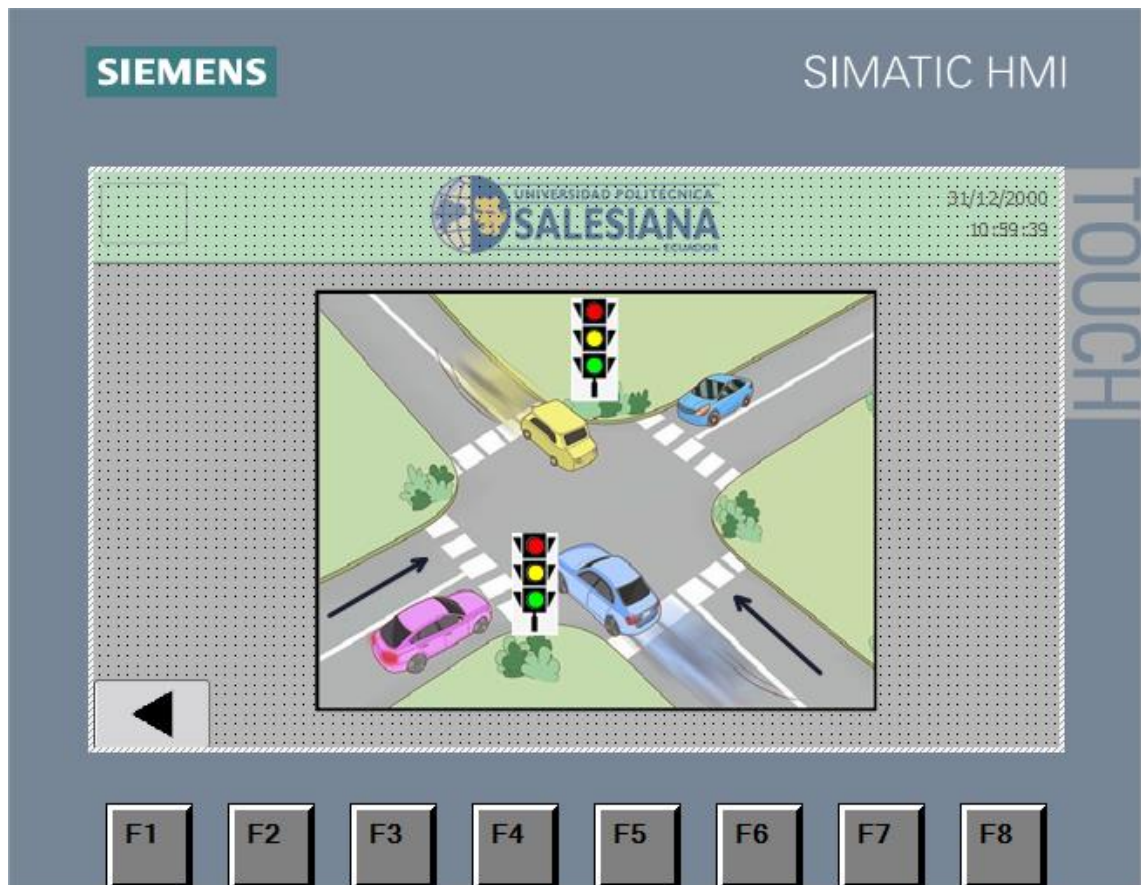 SIEMENS
SIMATIC HMI
TOUCH
UNIVERSIDAD POLITÉCNICA
SALESIANA
ECUADOR
31/12/2000
10:59:39
F1 F2 F3 F4 F5 F6 F7 F8